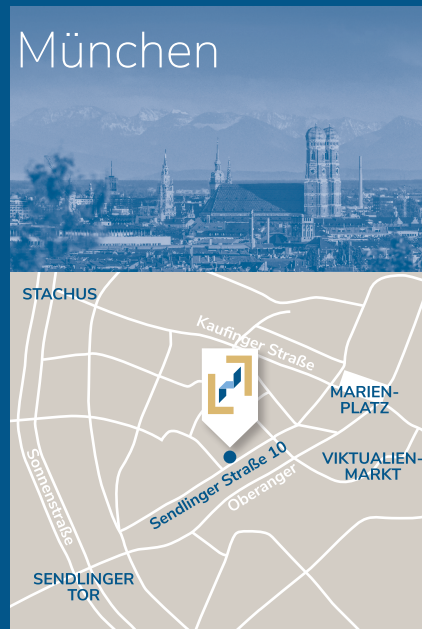 München
STACHUS
Kaufinger Straße
MARIEN-
PLATZ
Sendlinger Straße 10
VIKTUALIEN-
MARKT
Oberanger
Sonnenstraße
SENDLINGER
TOR